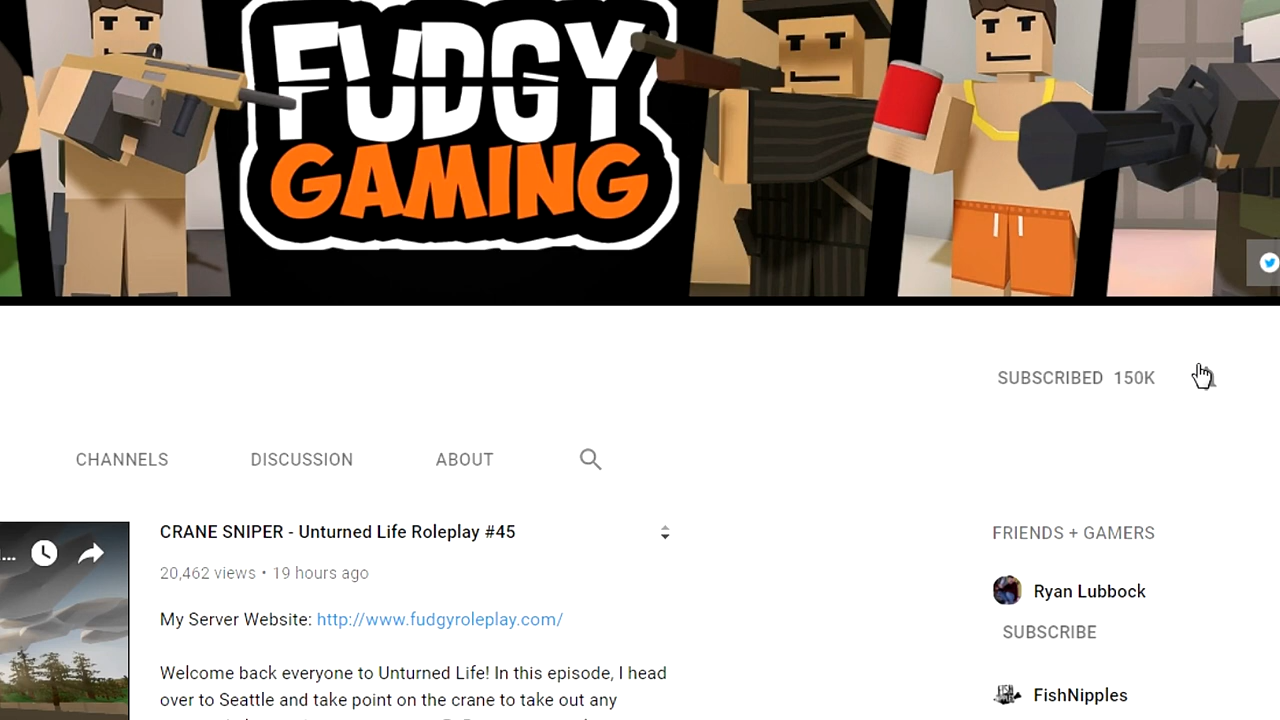 FUDGY
GAMING
SUBSCRIBED 150K
CHANNELS DISCUSSION ABOUT
CRANE SNIPER - Unturned Life Roplay #45
20,462 views • 19 hours ago
My Server Website: http://www.fudgyroleplay.com/
Welcome back everyone to Unturned Life! In this episode, I head
over to Seattle and take point on the crane to take out any
FRIENDS + GAMERS
Ryan Lubbock
SUBSCRIBE
FishNipples